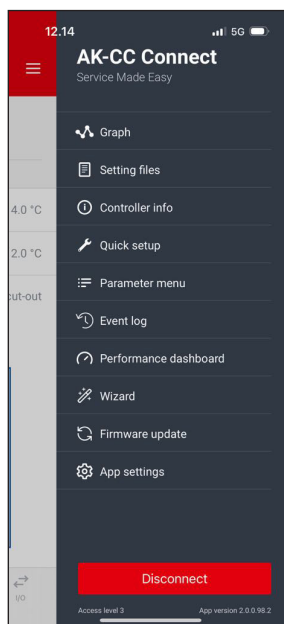 12.14
5G
AK-CC Connect
Service Made Easy
Graph
Setting files
4.0 °C
Controller info
2.0 °C
Quick setup
Parameter menu
cut-out
Event log
Performance dashboard
Wizard
Firmware update
App settings
Disconnect
I/O
Access level 3
App version 2.0.0.98.2